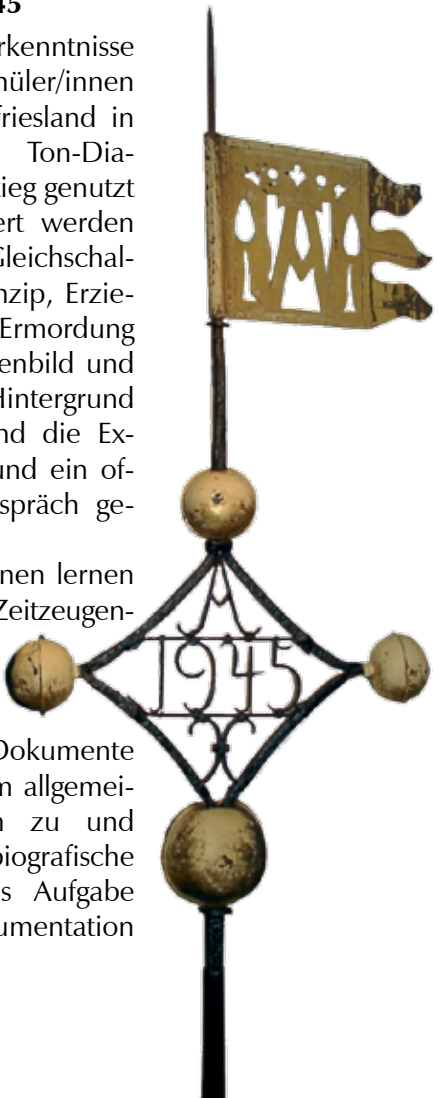 45
rkenntnisse
hüler/innen
friesland in
Ton-Dia-
tieg genutzt
ert werden
Gleichschal-
nzip, Erzie-
Ermordung
enbild und
Hintergrund
nd die Ex-
und ein of-
spräch ge-
nen lernen
Zeitzeugen-
Dokumente
m allgemei-
n zu und
biografische
s Aufgabe
umentation
A
1945